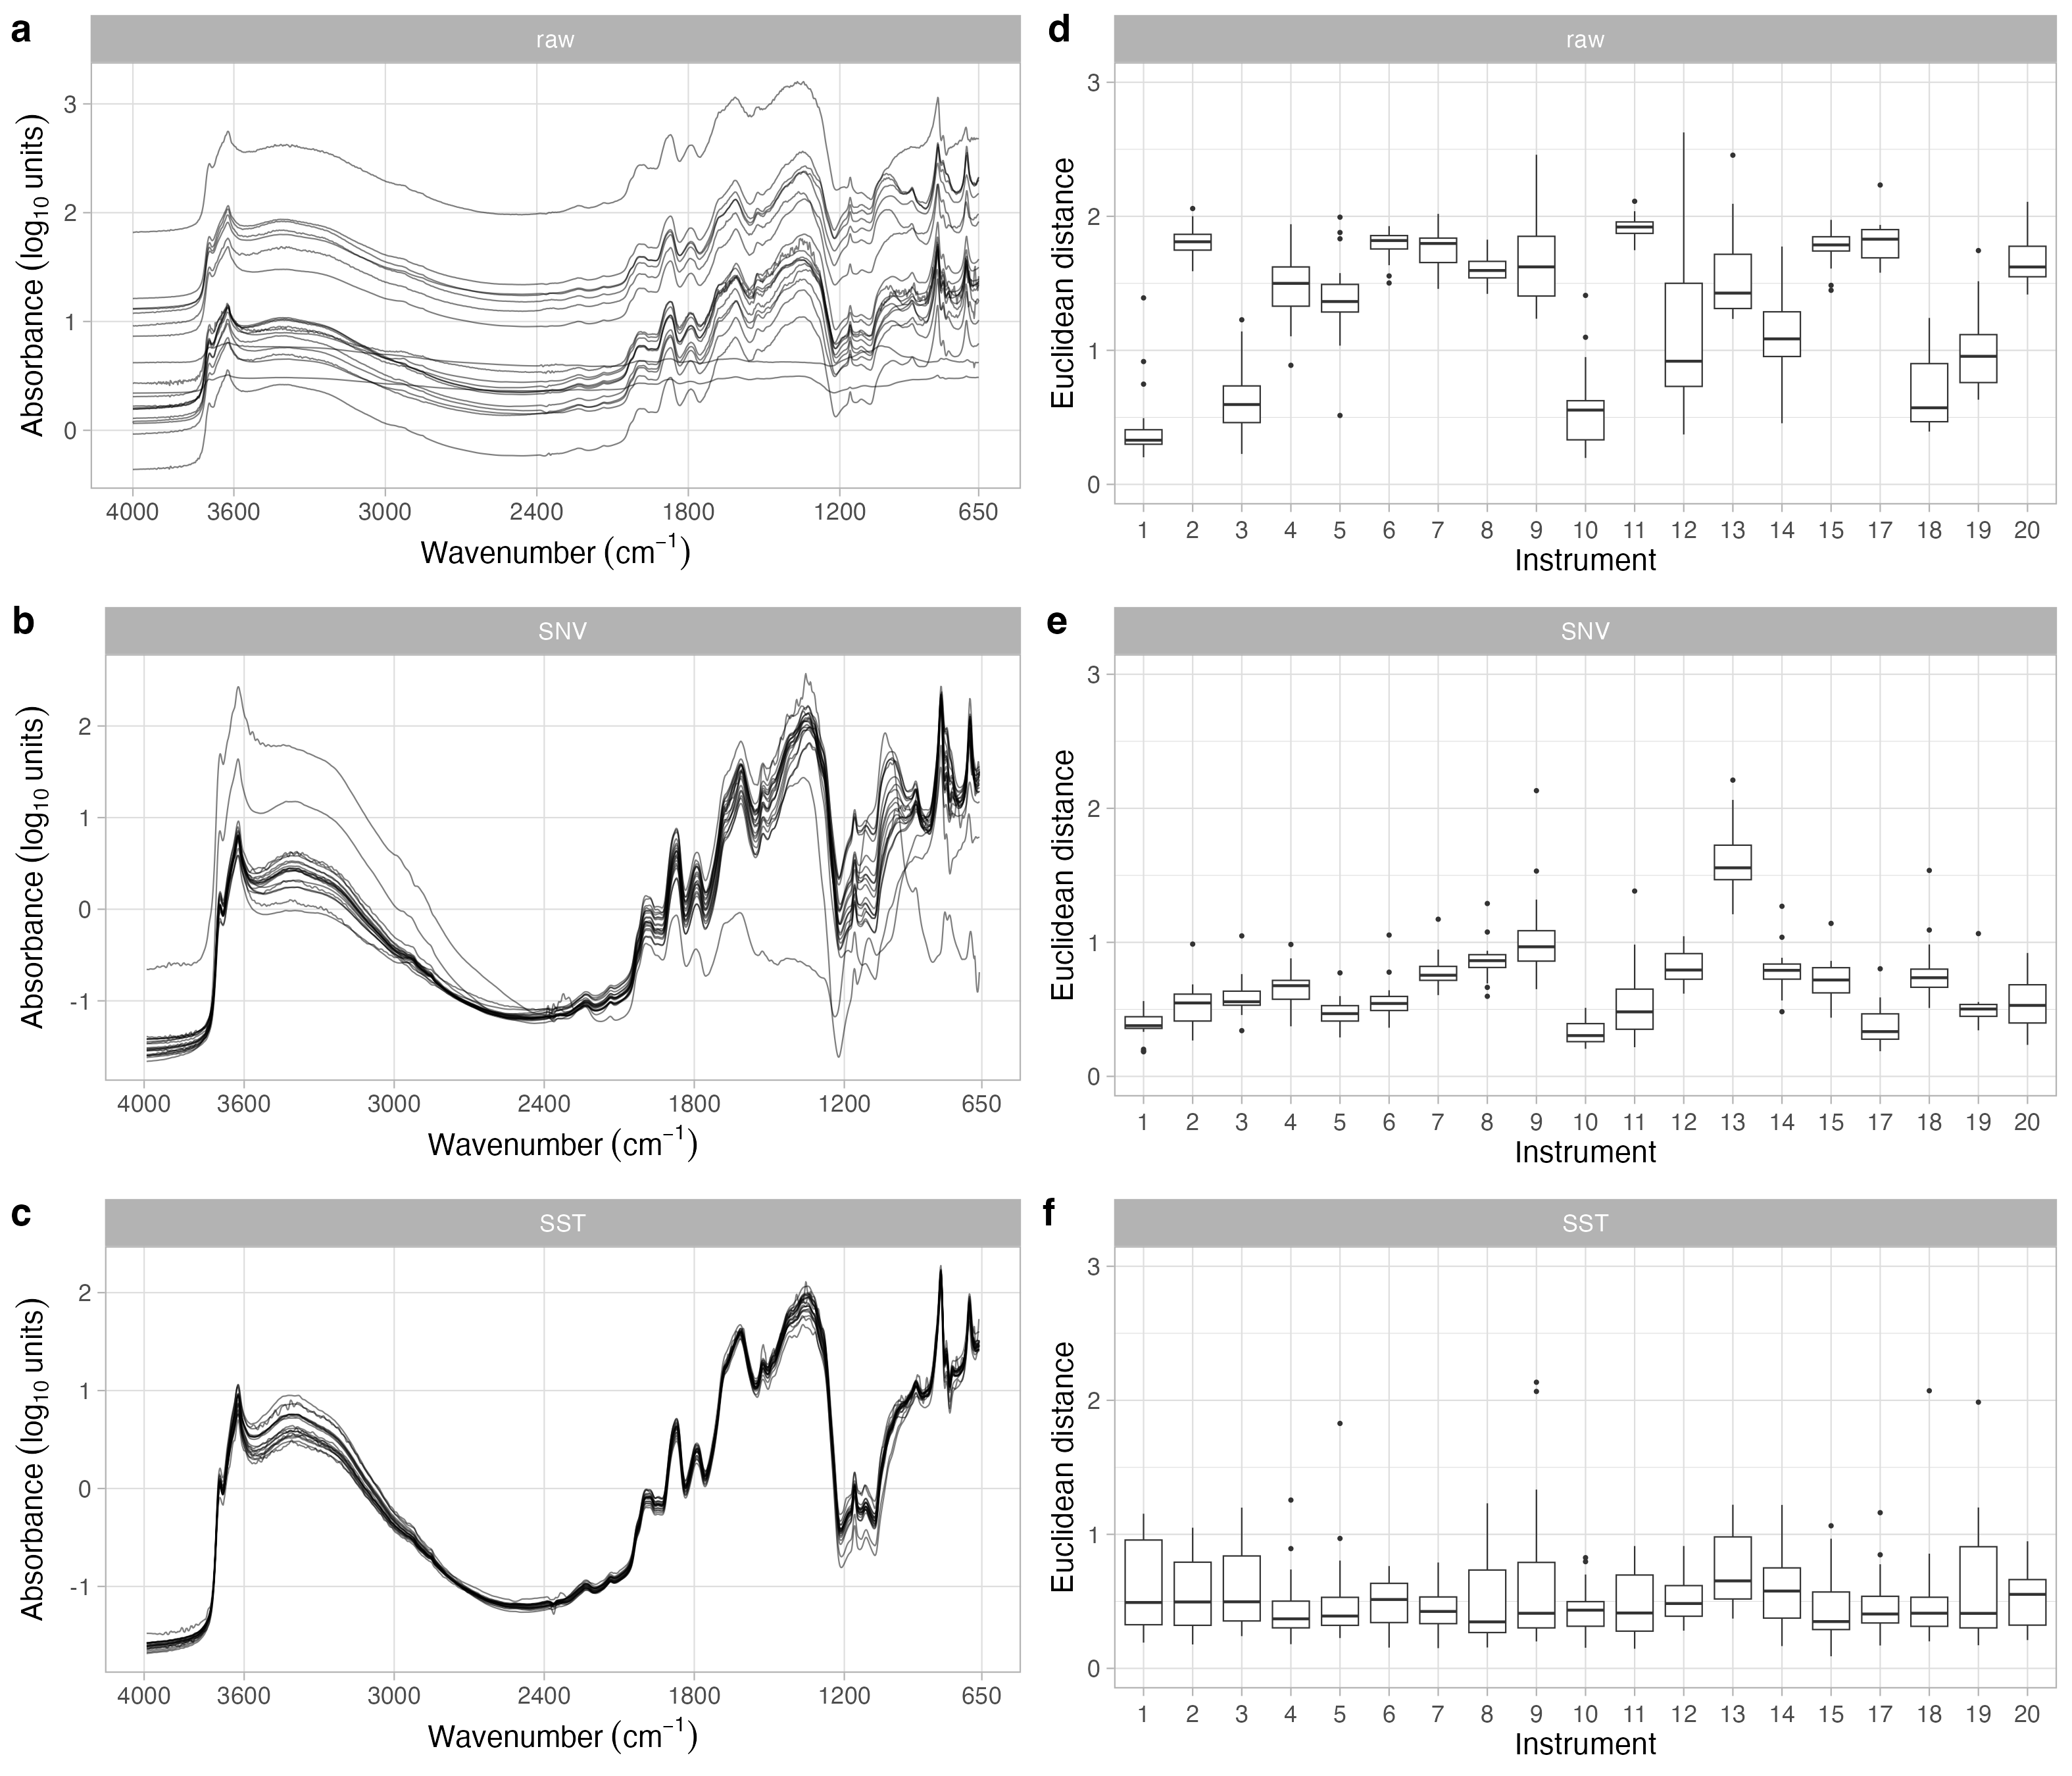 a
raw
3
2
1
0
Absorbance (log₁₀ units)
4000 3600 3000 2400 1800 1200 650
Wavenumber (cm⁻¹)
d
raw
3
2
1
0
Euclidean distance
1 2 3 4 5 6 7 8 9 10 11 12 13 14 15 17 18 19 20
Instrument
b
SNV
2
1
0
-1
Absorbance (log₁₀ units)
4000 3600 3000 2400 1800 1200 650
Wavenumber (cm⁻¹)
e
SNV
3
2
1
0
Euclidean distance
1 2 3 4 5 6 7 8 9 10 11 12 13 14 15 17 18 19 20
Instrument
c
SST
2
1
0
-1
Absorbance (log₁₀ units)
4000 3600 3000 2400 1800 1200 650
Wavenumber (cm⁻¹)
f
SST
3
2
1
0
Euclidean distance
1 2 3 4 5 6 7 8 9 10 11 12 13 14 15 17 18 19 20
Instrument